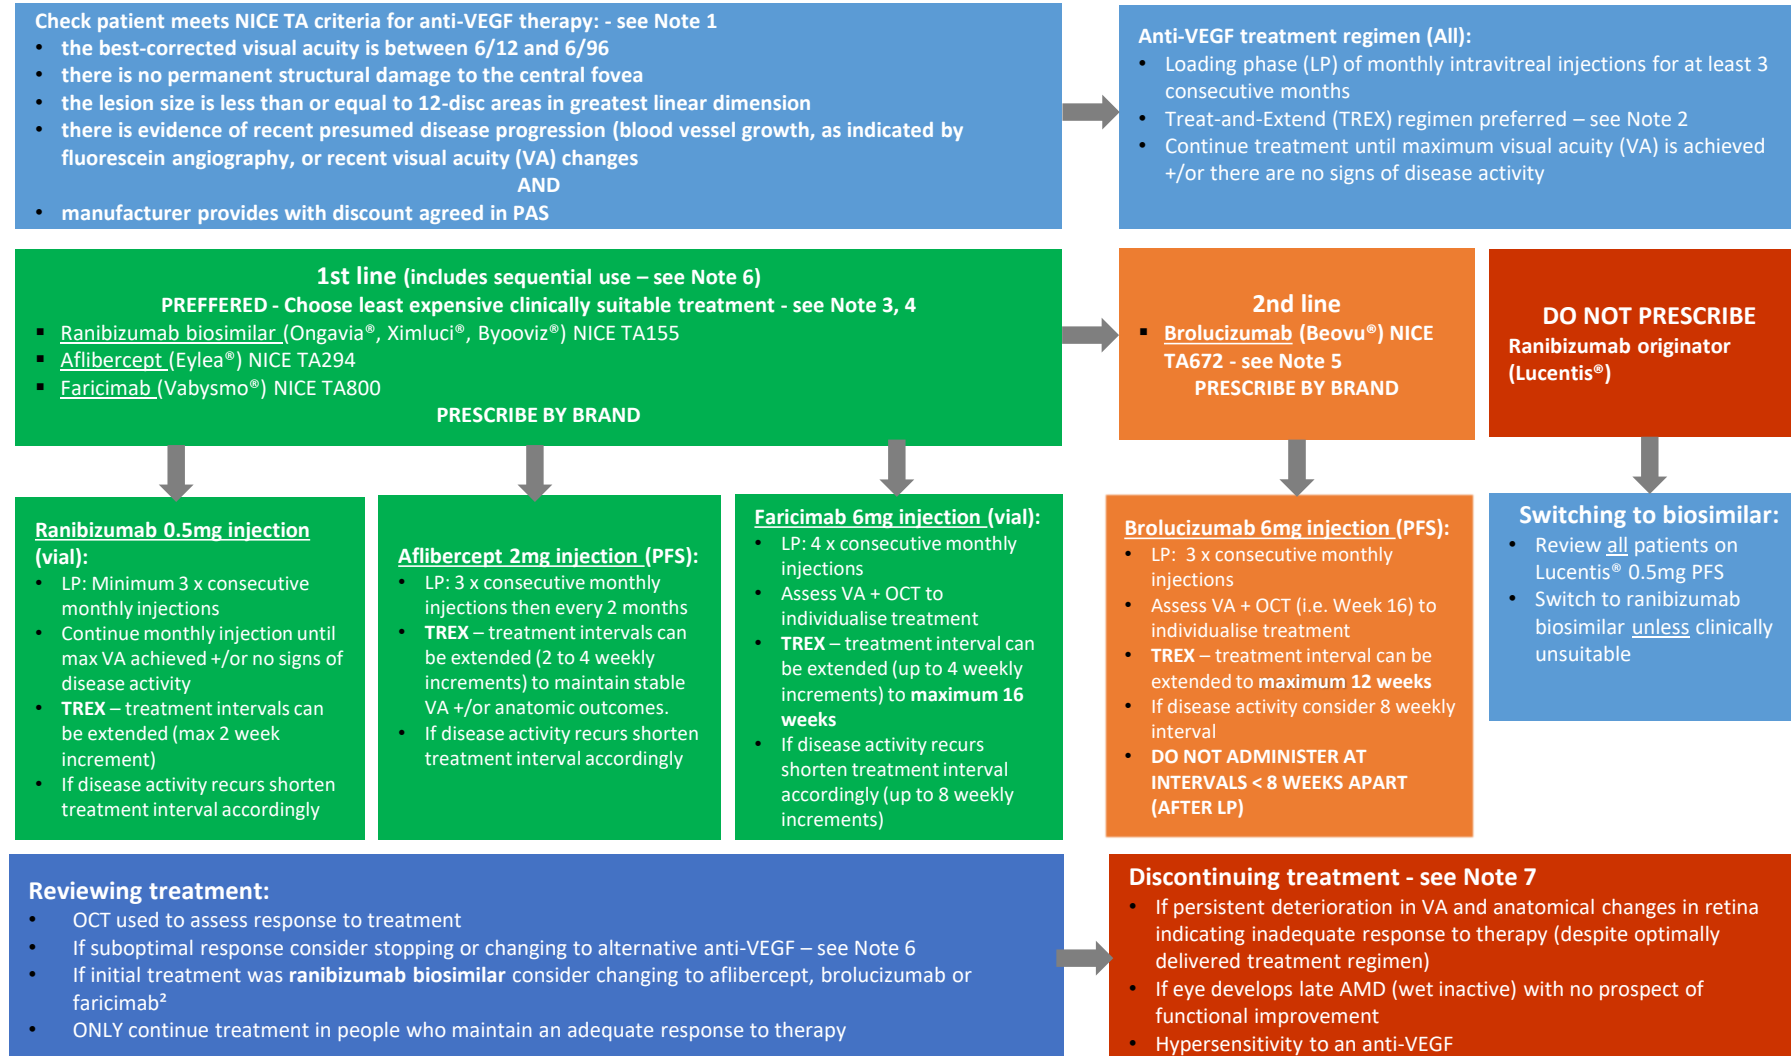 Check patient meets NICE TA criteria for anti-VEGF therapy: - see Note 1
• the best-corrected visual acuity is between 6/12 and 6/96
• there is no permanent structural damage to the central fovea
• the lesion size is less than or equal to 12-disc areas in greatest linear dimension
• there is evidence of recent presumed disease progression (blood vessel growth, as indicated by
fluorescein angiography, or recent visual acuity (VA) changes
AND
• manufacturer provides with discount agreed in PAS
Anti-VEGF treatment regimen (All):
• Loading phase (LP) of monthly intravitreal injections for at least 3
consecutive months
• Treat-and-Extend (TREX) regimen preferred – see Note 2
• Continue treatment until maximum visual acuity (VA) is achieved
+/or there are no signs of disease activity
1st line (includes sequential use – see Note 6)
PREFFERED - Choose least expensive clinically suitable treatment - see Note 3, 4
▪ Ranibizumab biosimilar (Ongavia®, Ximluci®, Byooviz®) NICE TA155
▪ Aflibercept (Eylea®) NICE TA294
▪ Faricimab (Vabysmo®) NICE TA800
PRESCRIBE BY BRAND
2nd line
▪ Brolucizumab (Beovu®) NICE
TA672 - see Note 5
PRESCRIBE BY BRAND
DO NOT PRESCRIBE
Ranibizumab originator
(Lucentis®)
Ranibizumab 0.5mg injection
(vial):
• LP: Minimum 3 x consecutive
monthly injections
• Continue monthly injection until
max VA achieved +/or no signs of
disease activity
• TREX – treatment intervals can
be extended (max 2 week
increment)
• If disease activity recurs shorten
treatment interval accordingly
Aflibercept 2mg injection (PFS):
• LP: 3 x consecutive monthly
injections then every 2 months
• TREX – treatment intervals can
be extended (2 to 4 weekly
increments) to maintain stable
VA +/or anatomic outcomes.
• If disease activity recurs shorten
treatment interval accordingly
Faricimab 6mg injection (vial):
• LP: 4 x consecutive monthly
injections
• Assess VA + OCT to
individualise treatment
• TREX – treatment interval can
be extended (up to 4 weekly
increments) to maximum 16
weeks
• If disease activity recurs
shorten treatment interval
accordingly (up to 8 weekly
increments)
Brolucizumab 6mg injection (PFS):
• LP: 3 x consecutive monthly
injections
• Assess VA + OCT (i.e. Week 16) to
individualise treatment
• TREX – treatment interval can be
extended to maximum 12 weeks
• If disease activity consider 8 weekly
interval
• DO NOT ADMINISTER AT
INTERVALS < 8 WEEKS APART
(AFTER LP)
Switching to biosimilar:
• Review all patients on
Lucentis® 0.5mg PFS
• Switch to ranibizumab
biosimilar unless clinically
unsuitable
Reviewing treatment:
• OCT used to assess response to treatment
• If suboptimal response consider stopping or changing to alternative anti-VEGF – see Note 6
• If initial treatment was ranibizumab biosimilar consider changing to aflibercept, brolucizumab or
faricimab²
• ONLY continue treatment in people who maintain an adequate response to therapy
Discontinuing treatment - see Note 7
• If persistent deterioration in VA and anatomical changes in retina
indicating inadequate response to therapy (despite optimally
delivered treatment regimen)
• If eye develops late AMD (wet inactive) with no prospect of
functional improvement
• Hypersensitivity to an anti-VEGF